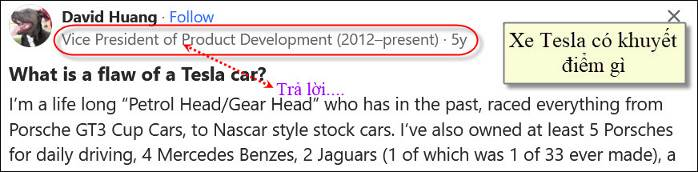 David Huang · Follow
Vice President of Product Development (2012–present) · 5y
Xe Tesla có khuyết
điểm gì
What is a flaw of a Tesla car?
Trả lời....
I'm a life long "Petrol Head/Gear Head" who has in the past, raced everything from
Porsche GT3 Cup Cars, to Nascar style stock cars. I've also owned at least 5 Porsches
for daily driving, 4 Mercedes Benzes, 2 Jaguars (1 of which was 1 of 33 ever made), a